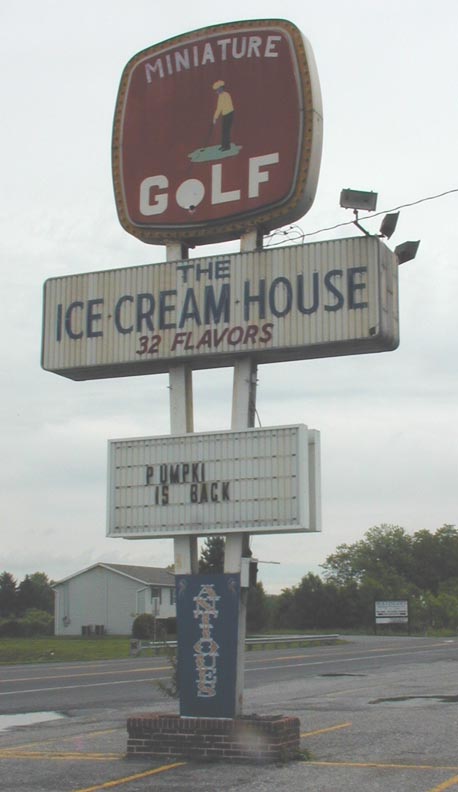 MINIATURE
GOLF
THE
ICE·CREAM·HOUSE
32 FLAVORS
PUMPKI
IS BACK
ANTIQUES